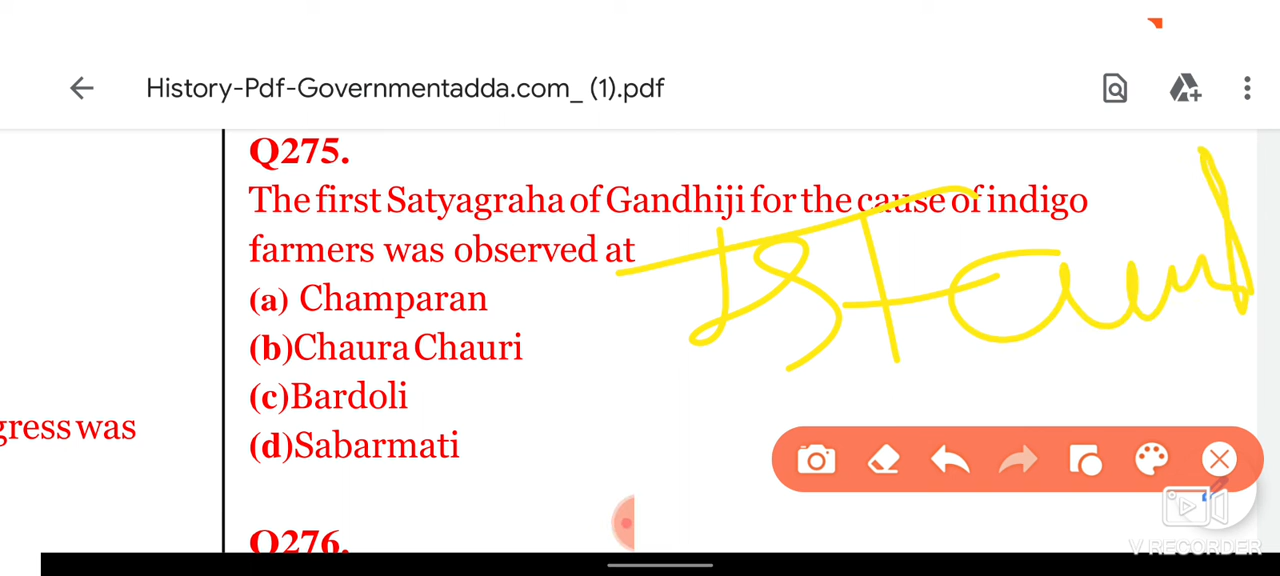 History-Pdf-Governmentadda.com_ (1).pdf
Q275.
The first Satyagraha of Gandhiji for the cause of indigo
farmers was observed at
(a) Champaran
(b)Chaura Chauri
(c)Bardoli
(d)Sabarmati
gress was
Q276.
V RECORDER